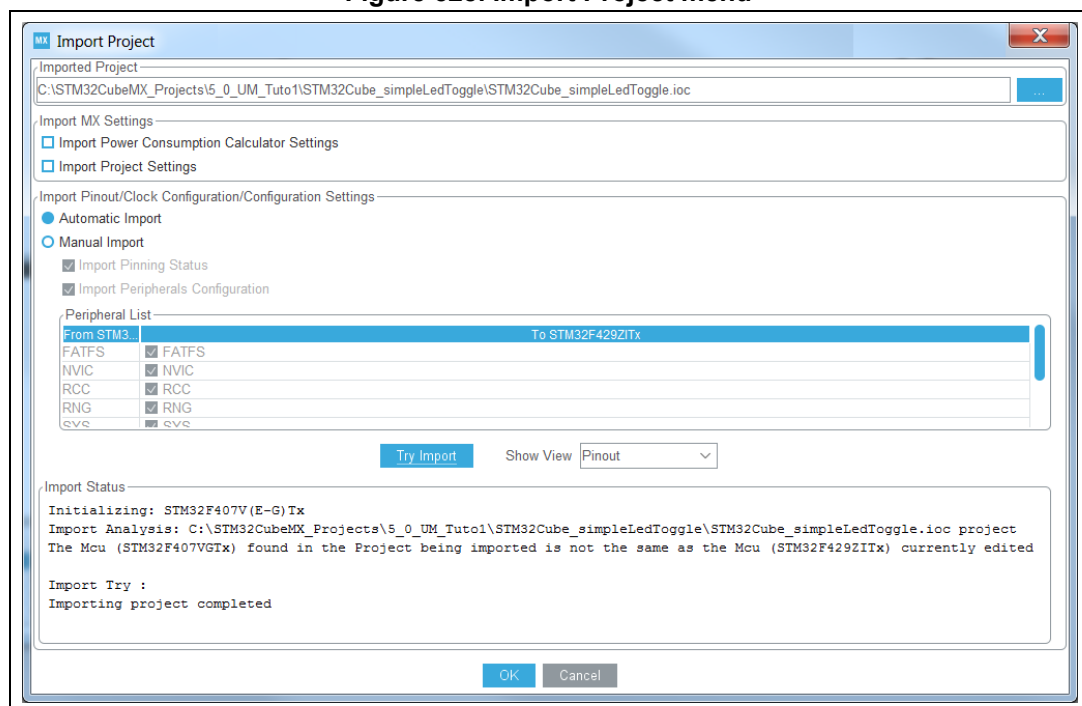 MX Import Project X
Imported Project
C:\STM32CubeMX_Projects\5_0_UM_Tuto1\STM32Cube_simpleLedToggle\STM32Cube_simpleLedToggle.ioc ...
Import MX Settings
Import Power Consumption Calculator Settings
Import Project Settings
Import Pinout/Clock Configuration/Configuration Settings
Automatic Import
Manual Import
Import Pinning Status
Import Peripherals Configuration
Peripheral List
From STM3... To STM32F429ZITx
FATFS FATFS
NVIC NVIC
RCC RCC
RNG RNG
SYS SYS
Try Import Show View Pinout
Import Status
Initializing: STM32F407V(E-G)Tx
Import Analysis: C:\STM32CubeMX_Projects\5_0_UM_Tuto1\STM32Cube_simpleLedToggle\STM32Cube_simpleLedToggle.ioc project
The Mcu (STM32F407VGTx) found in the Project being imported is not the same as the Mcu (STM32F429ZITx) currently edited
Import Try :
Importing project completed
OK Cancel